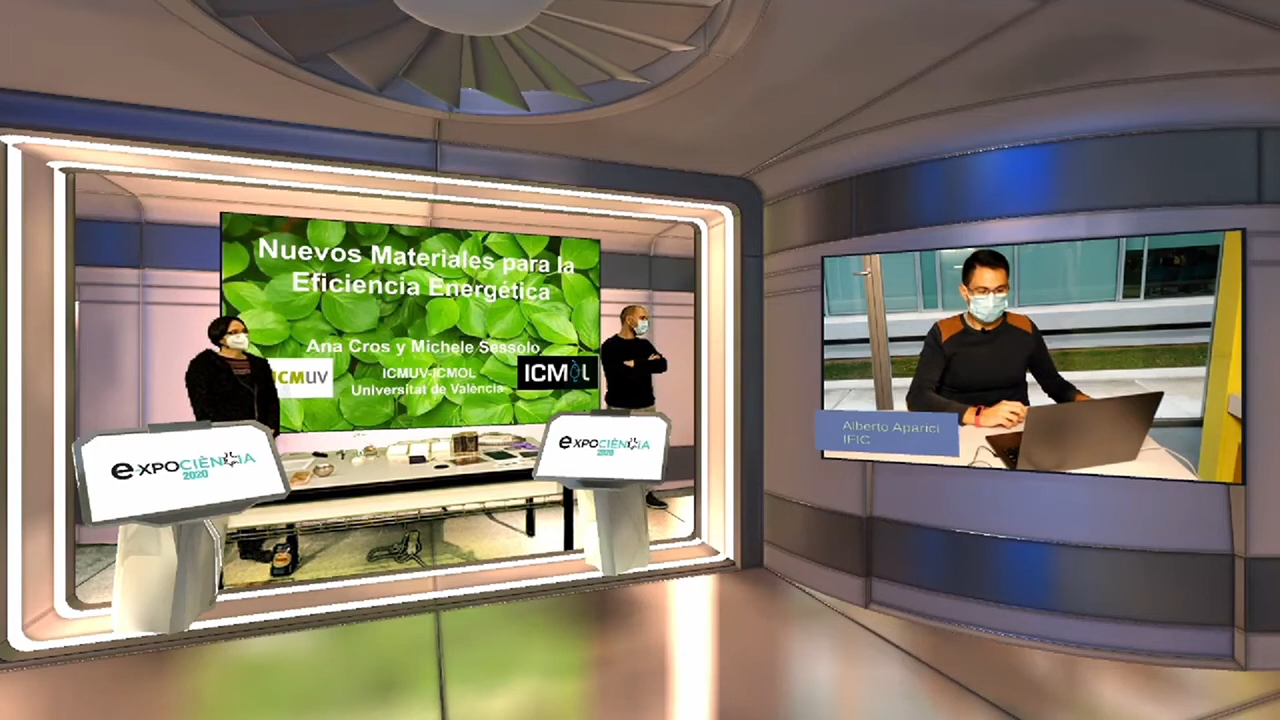 Nuevos Materiales para la
Eficiencia Energética
Ana Cros y Michele Sessolo
ICMUV-ICMOL
Universitat de València
ICMUV
ICMOL
eXPOCIÈNCIA
2020
eXPOCIÈNCIA
2020
Alberto Aparici
IFIC